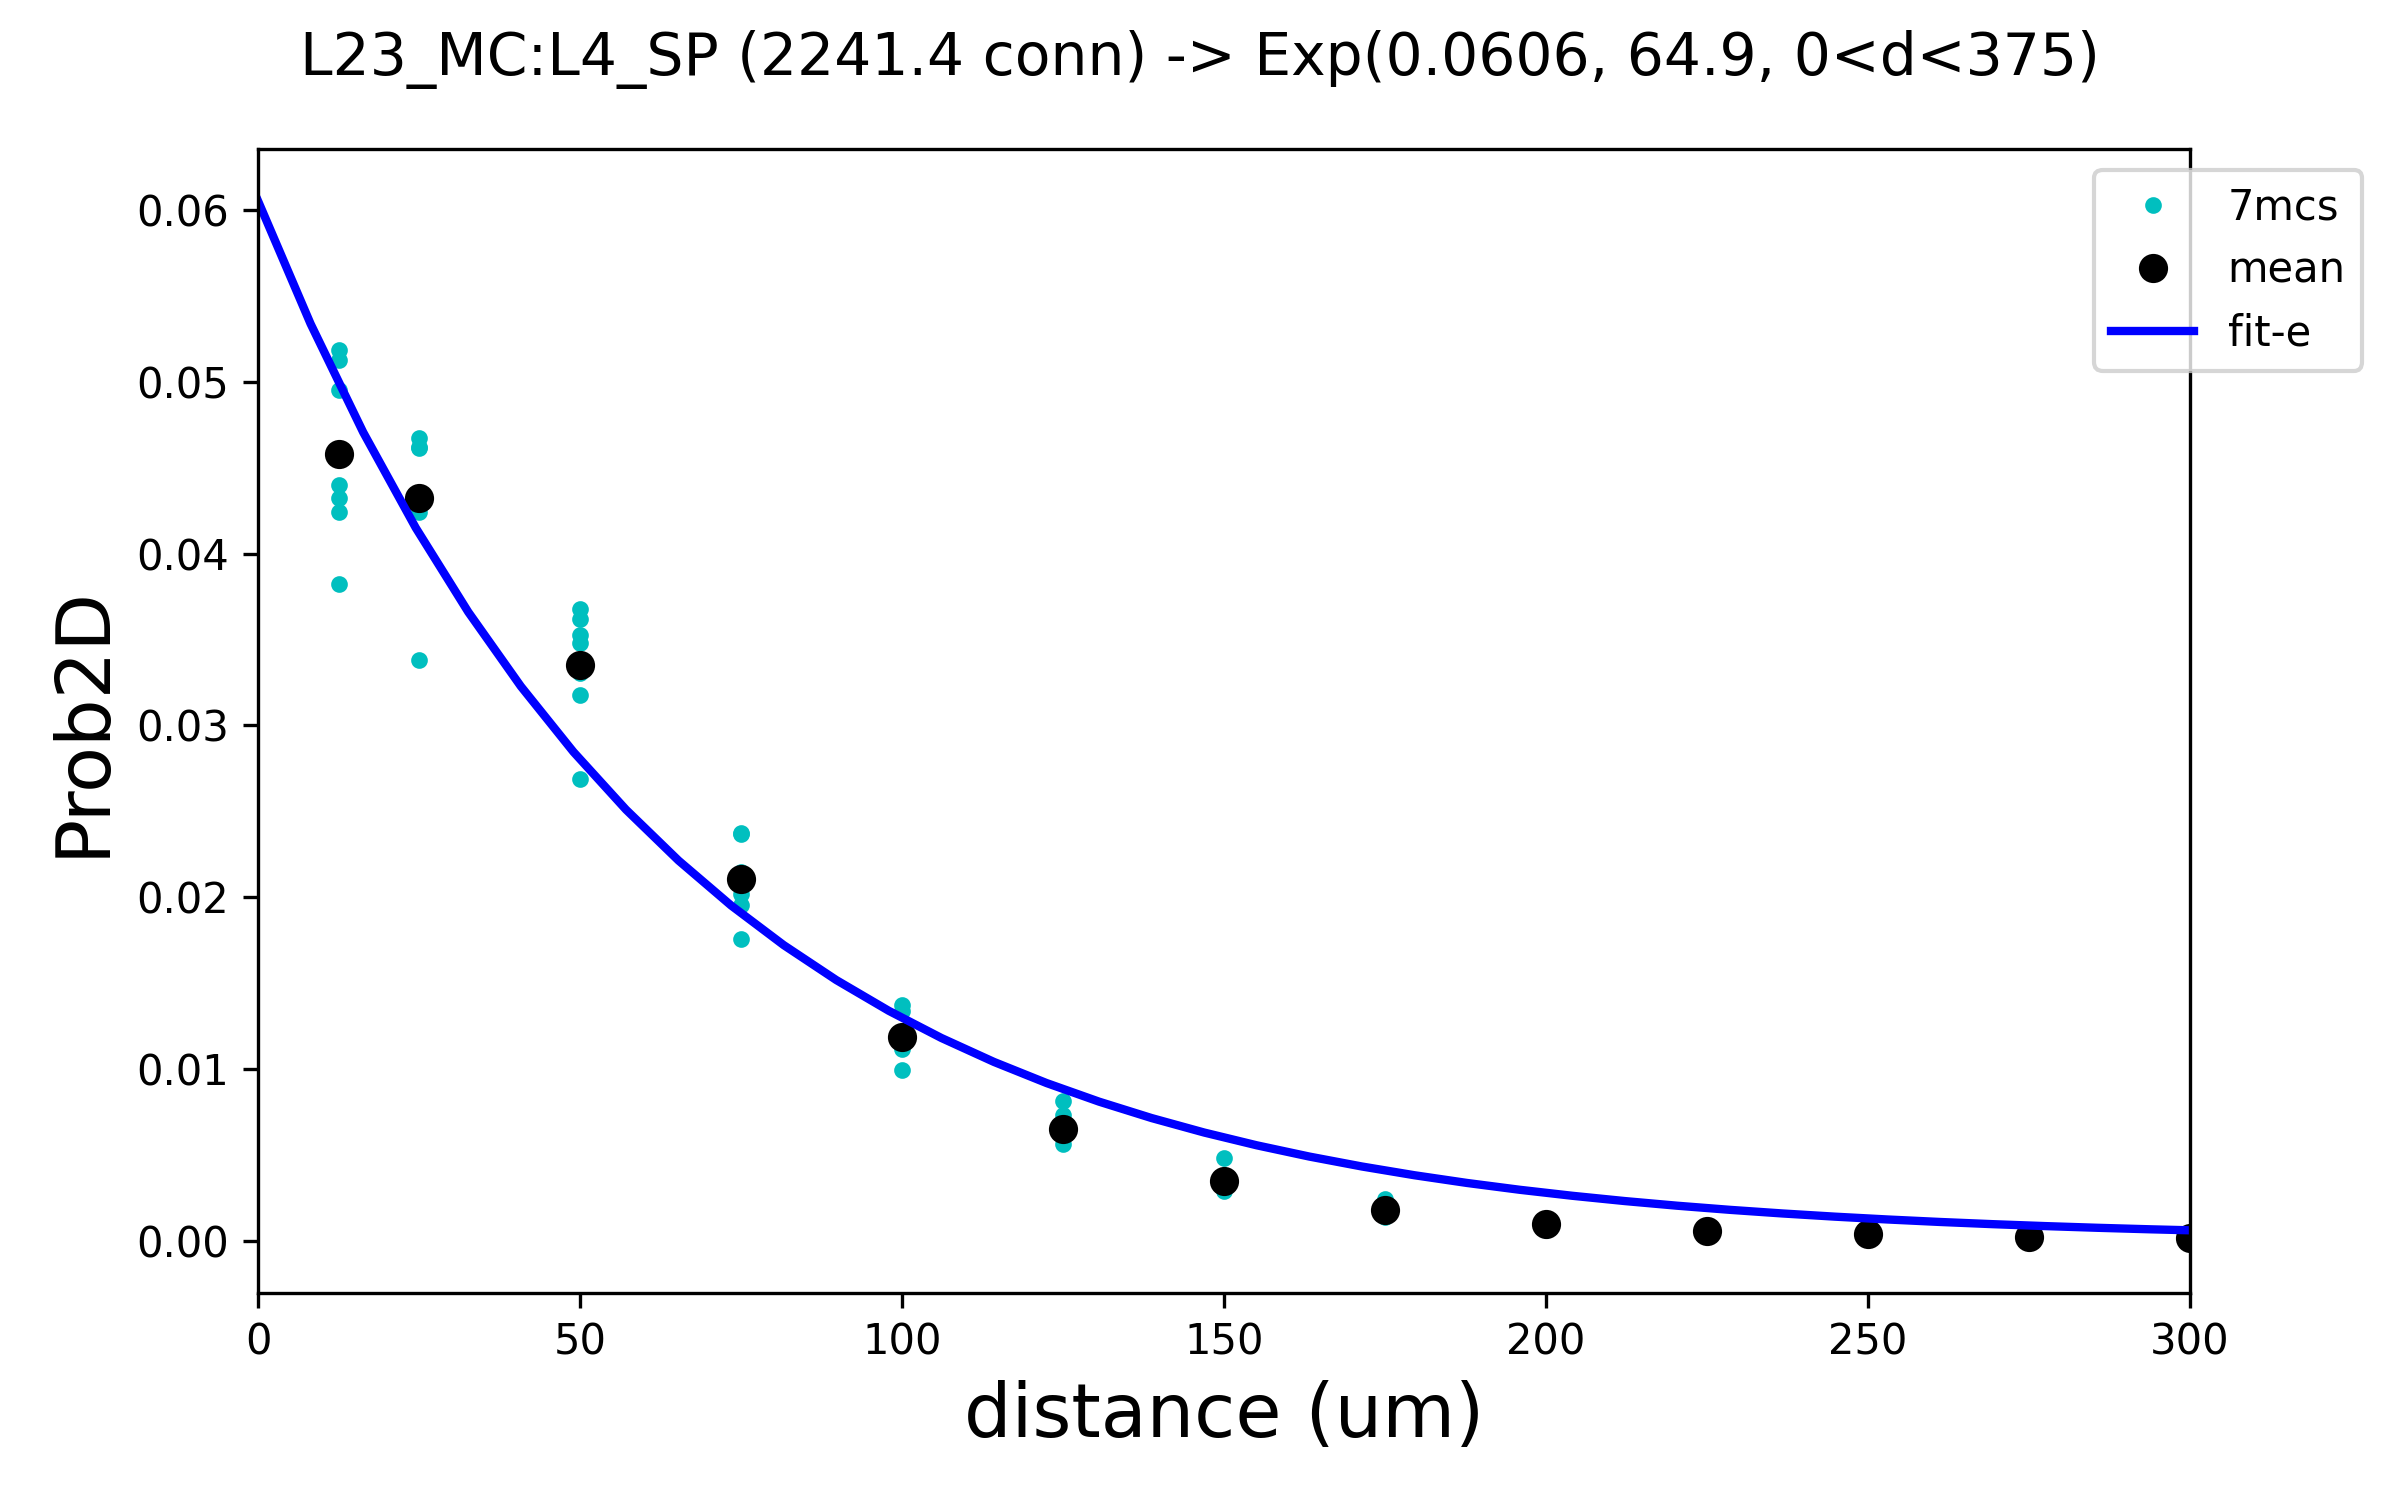 L23_MC:L4_SP (2241.4 conn) -> Exp(0.0606, 64.9, 0<d<375)
7mcs
mean
fit-e
Prob2D
0.06
0.05
0.04
0.03
0.02
0.01
0.00
0 50 100 150 200 250 300
distance (um)